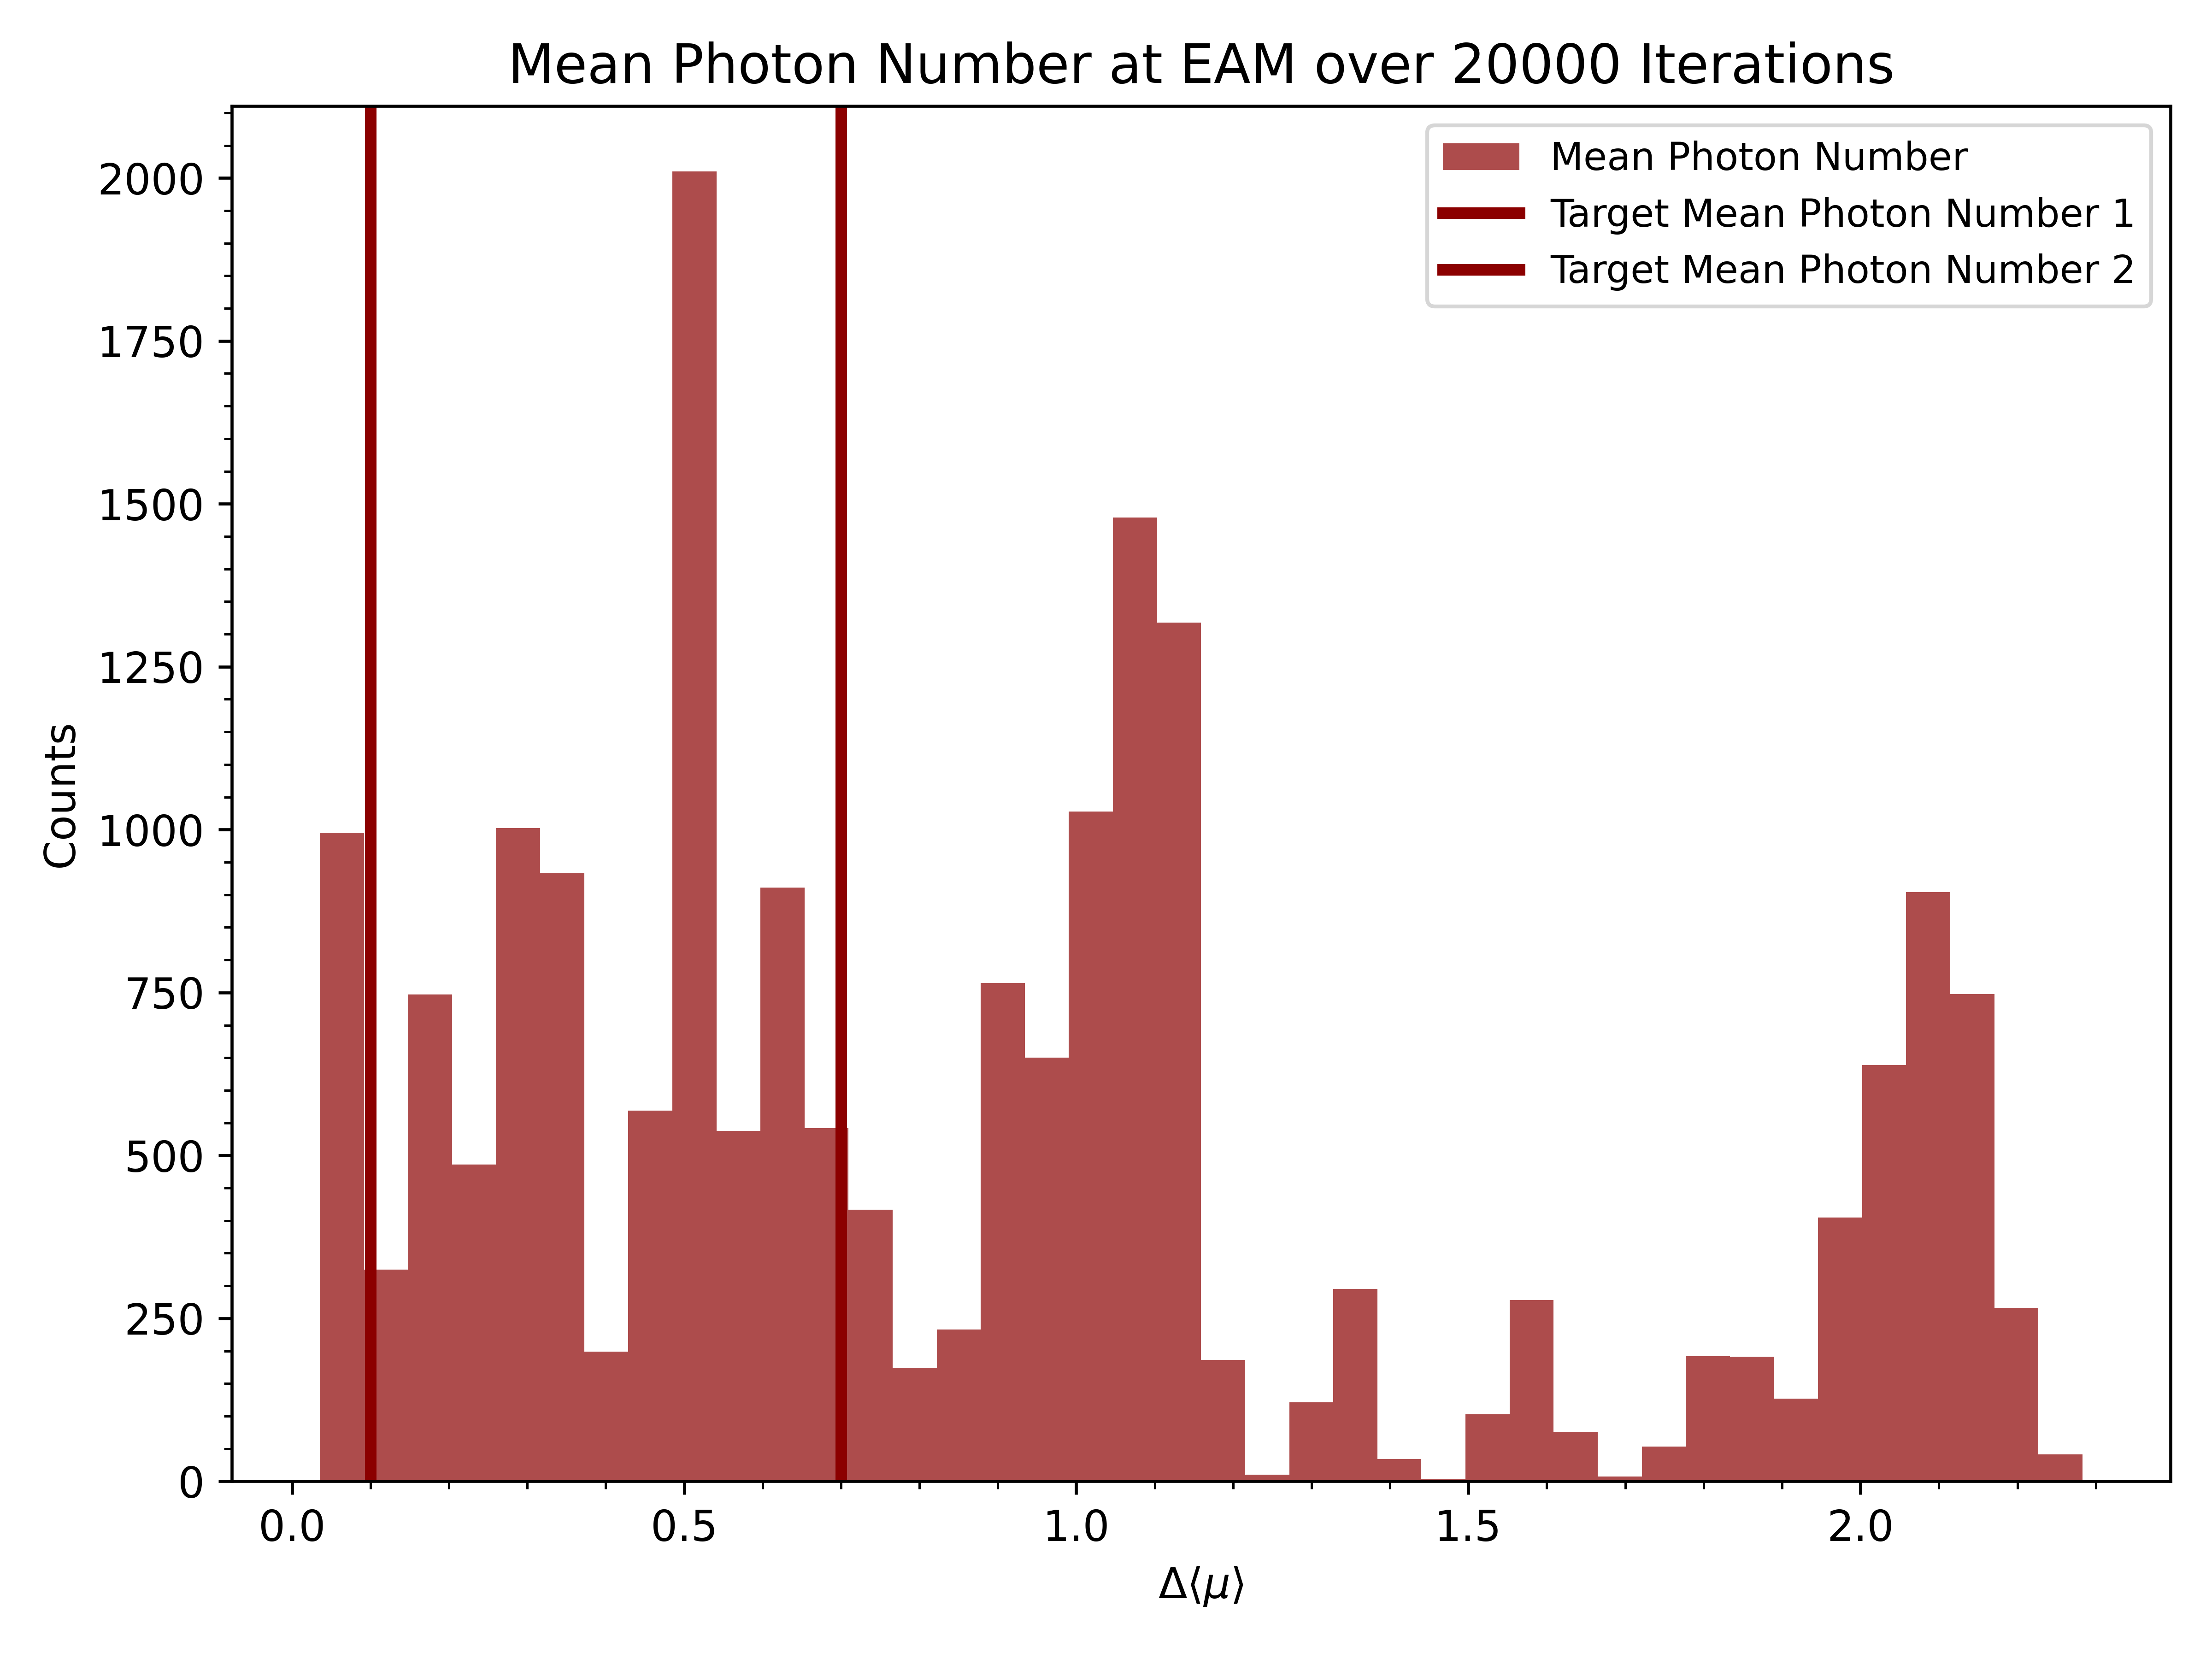 Mean Photon Number at EAM over 20000 Iterations
Mean Photon Number
Target Mean Photon Number 1
Target Mean Photon Number 2
2000
1750
1500
1250
1000
750
500
250
0
Counts
0.0 0.5 1.0 1.5 2.0
Δ⟨μ⟩